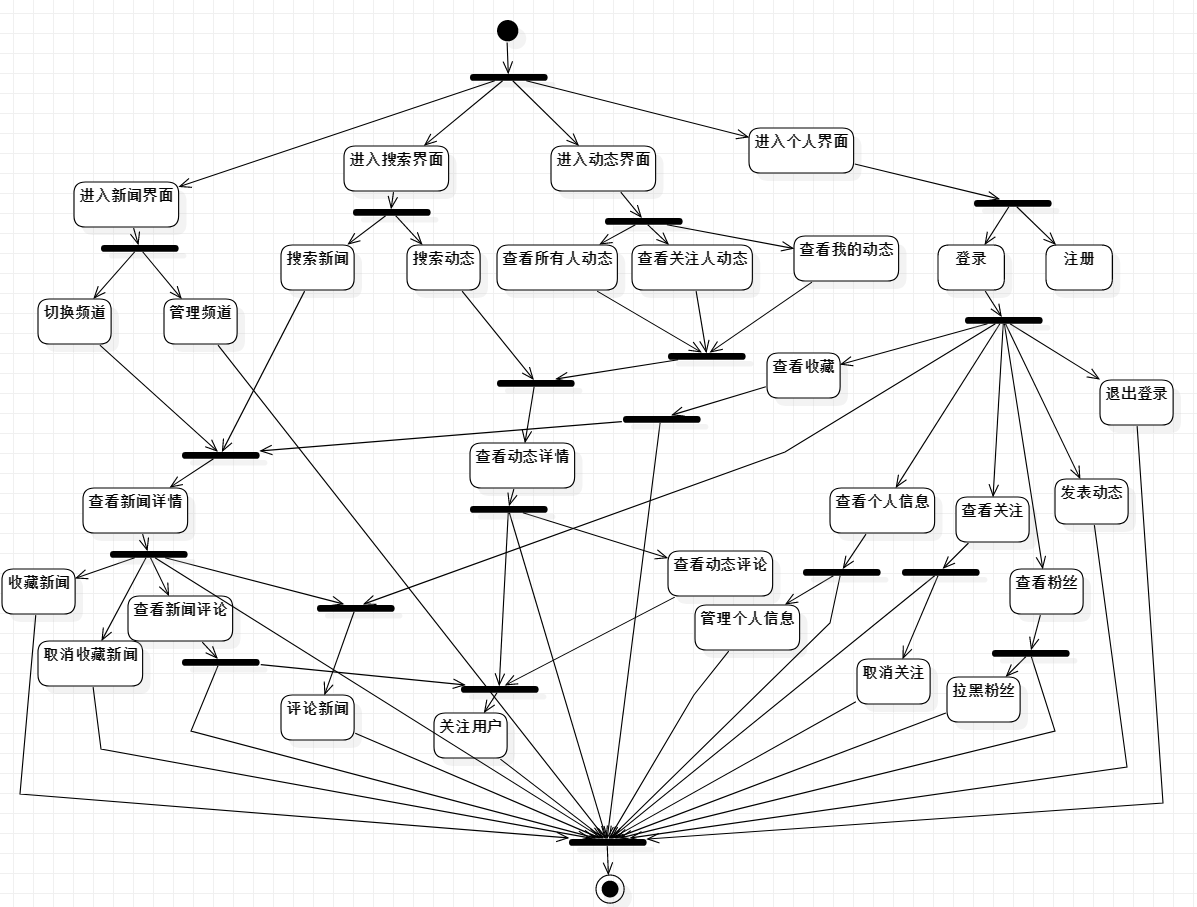 进入个人界面
进入搜索界面
进入动态界面
进入新闻界面
搜索新闻
搜索动态
查看所有人动态
查看关注人动态
查看我的动态
登录
注册
切换频道
管理频道
查看收藏
退出登录
查看动态详情
查看新闻详情
查看个人信息
查看关注
发表动态
收藏新闻
查看新闻评论
查看动态评论
查看粉丝
取消收藏新闻
管理个人信息
取消关注
拉黑粉丝
评论新闻
关注用户